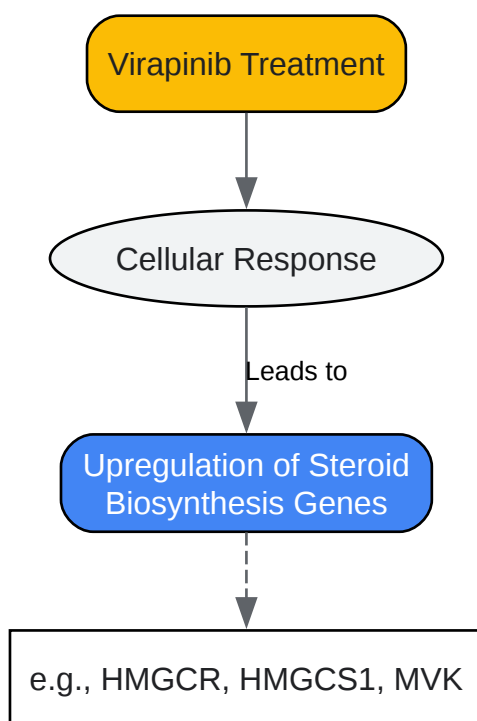 Virapinib Treatment
Cellular Response
Leads to
Upregulation of Steroid
Biosynthesis Genes
e.g., HMGCR, HMGCS1, MVK